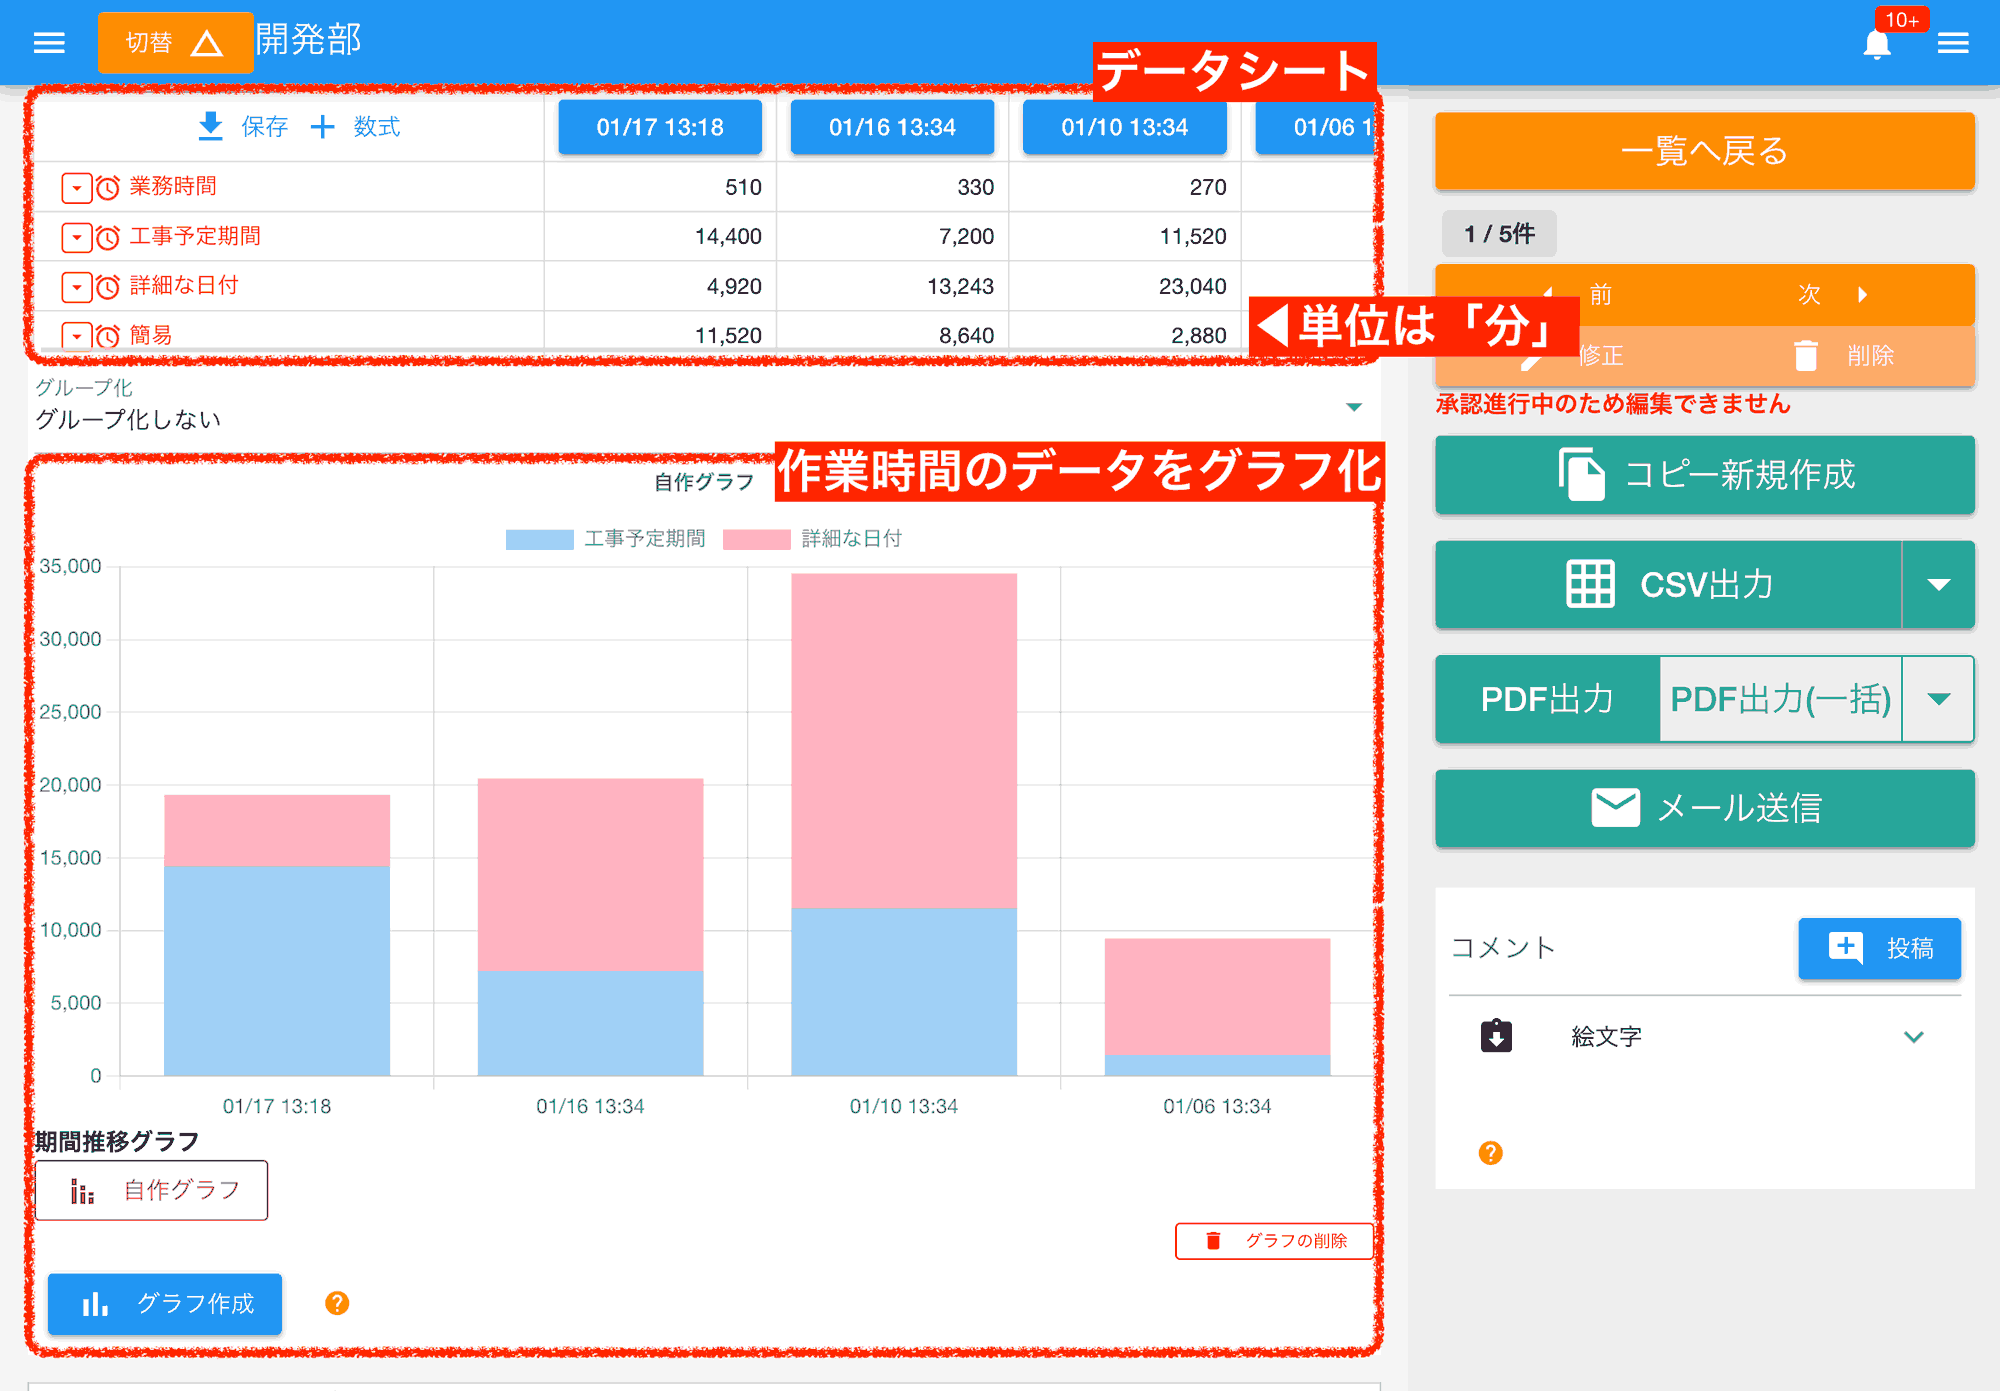 切替 開発部
10+
データシート
保存 + 数式
01/17 13:18
01/16 13:34
01/10 13:34
01/06 1
業務時間 510 330 270
工事予定期間 14,400 7,200 11,520
詳細な日付 4,920 13,243 23,040
簡易 11,520 8,640 2,880
◀単位は「分」
グループ化
グループ化しない
作業時間のデータをグラフ化
自作グラフ
工事予定期間 詳細な日付
35,000
30,000
25,000
20,000
15,000
10,000
5,000
0
01/17 13:18 01/16 13:34 01/10 13:34 01/06 13:34
期間推移グラフ
自作グラフ
グラフの削除
グラフ作成 ?
一覧へ戻る
1 / 5件
前 次
修正 削除
承認進行中のため編集できません
コピー新規作成
CSV出力
PDF出力 PDF出力(一括)
メール送信
コメント 投稿
絵文字
?